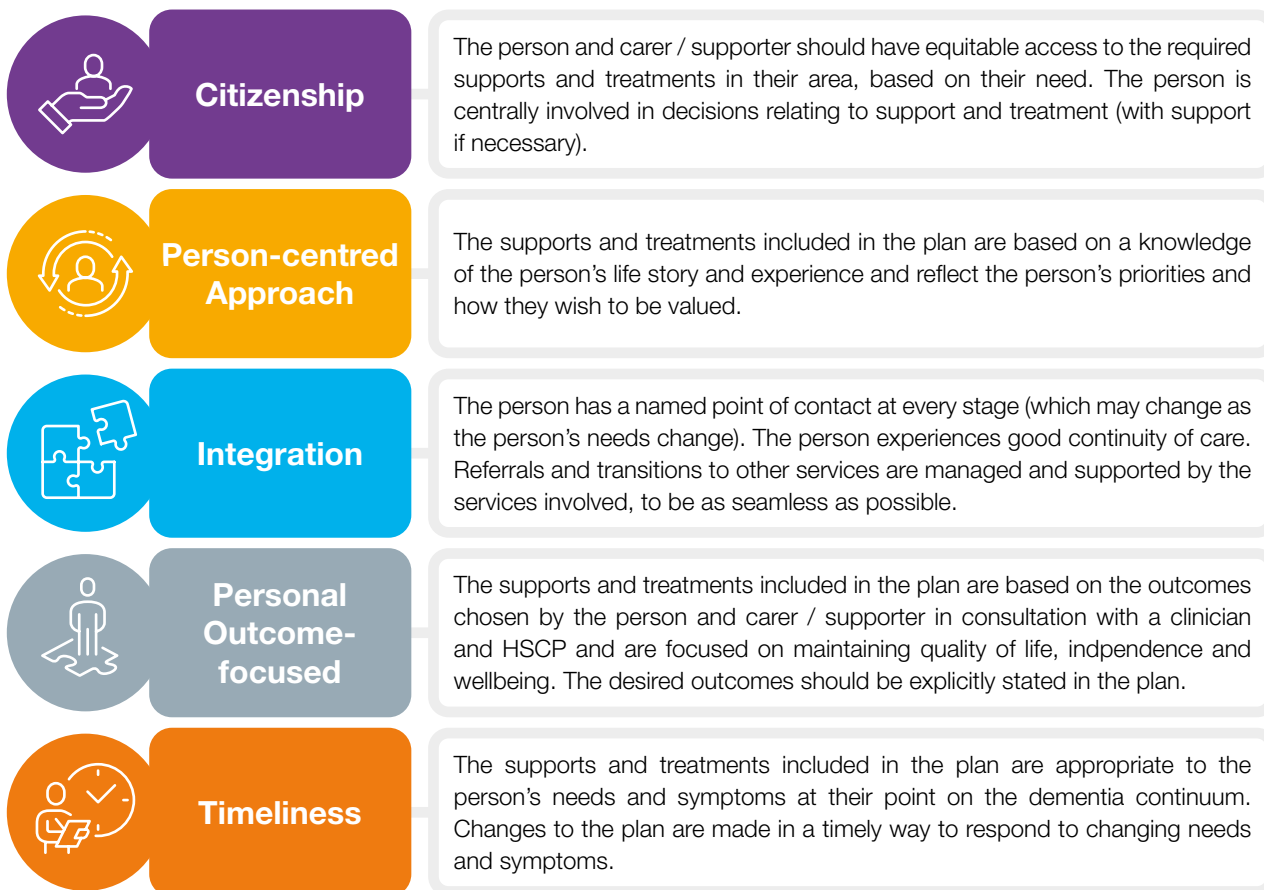 Citizenship
The person and carer / supporter should have equitable access to the required
supports and treatments in their area, based on their need. The person is
centrally involved in decisions relating to support and treatment (with support
if necessary).
Person-centred
Approach
The supports and treatments included in the plan are based on a knowledge
of the person's life story and experience and reflect the person's priorities and
how they wish to be valued.
Integration
The person has a named point of contact at every stage (which may change as
the person's needs change). The person experiences good continuity of care.
Referrals and transitions to other services are managed and supported by the
services involved, to be as seamless as possible.
Personal
Outcome-
focused
The supports and treatments included in the plan are based on the outcomes
chosen by the person and carer / supporter in consultation with a clinician
and HSCP and are focused on maintaining quality of life, indpendence and
wellbeing. The desired outcomes should be explicitly stated in the plan.
Timeliness
The supports and treatments included in the plan are appropriate to the
person's needs and symptoms at their point on the dementia continuum.
Changes to the plan are made in a timely way to respond to changing needs
and symptoms.